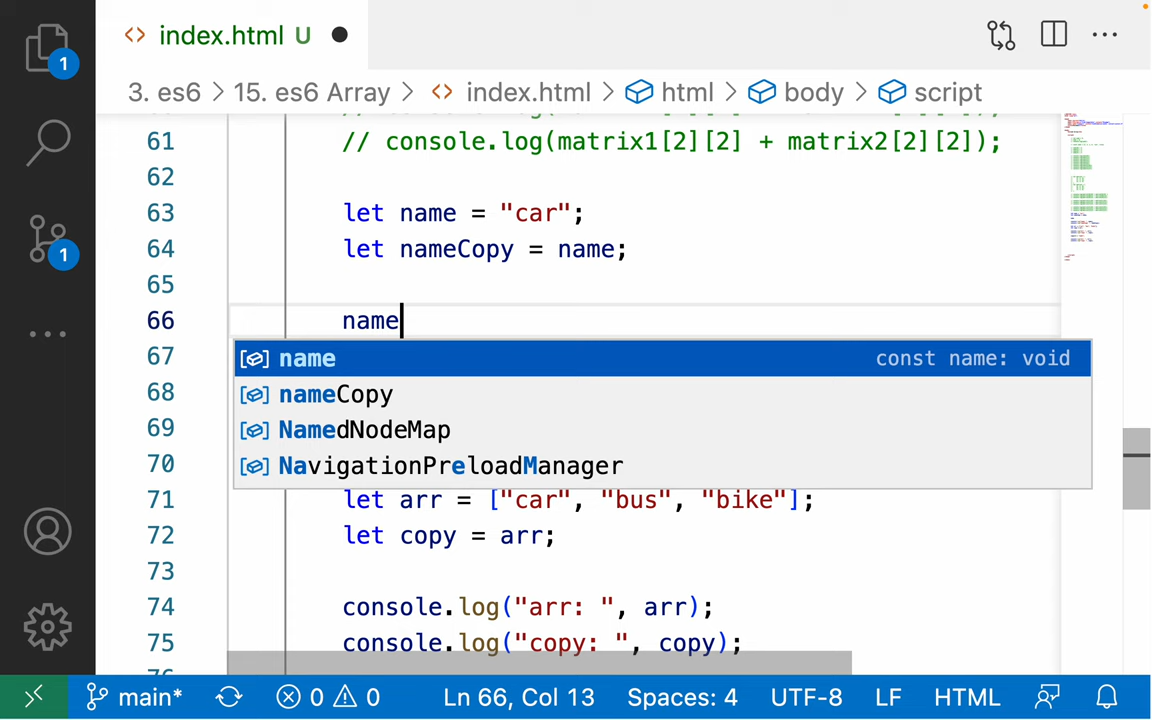 index.html U
3. es6 > 15. es6 Array > index.html > html > body > script
61 // console.log(matrix1[2][2] + matrix2[2][2]);
62
63 let name = "car";
64 let nameCopy = name;
65
66 name
67 name const name: void
68 nameCopy
69 NamedNodeMap
70 NavigationPreloadManager
71 let arr = ["car", "bus", "bike"];
72 let copy = arr;
73
74 console.log("arr: ", arr);
75 console.log("copy: ", copy);
1
1
main* 0 0 Ln 66, Col 13 Spaces: 4 UTF-8 LF HTML